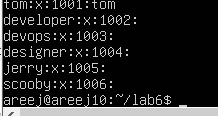 tom:x:1001:tom
developer:x:1002:
devops:x:1003:
designer:x:1004:
jerry:x:1005:
scooby:x:1006:
areej@areej10:~/lab6$